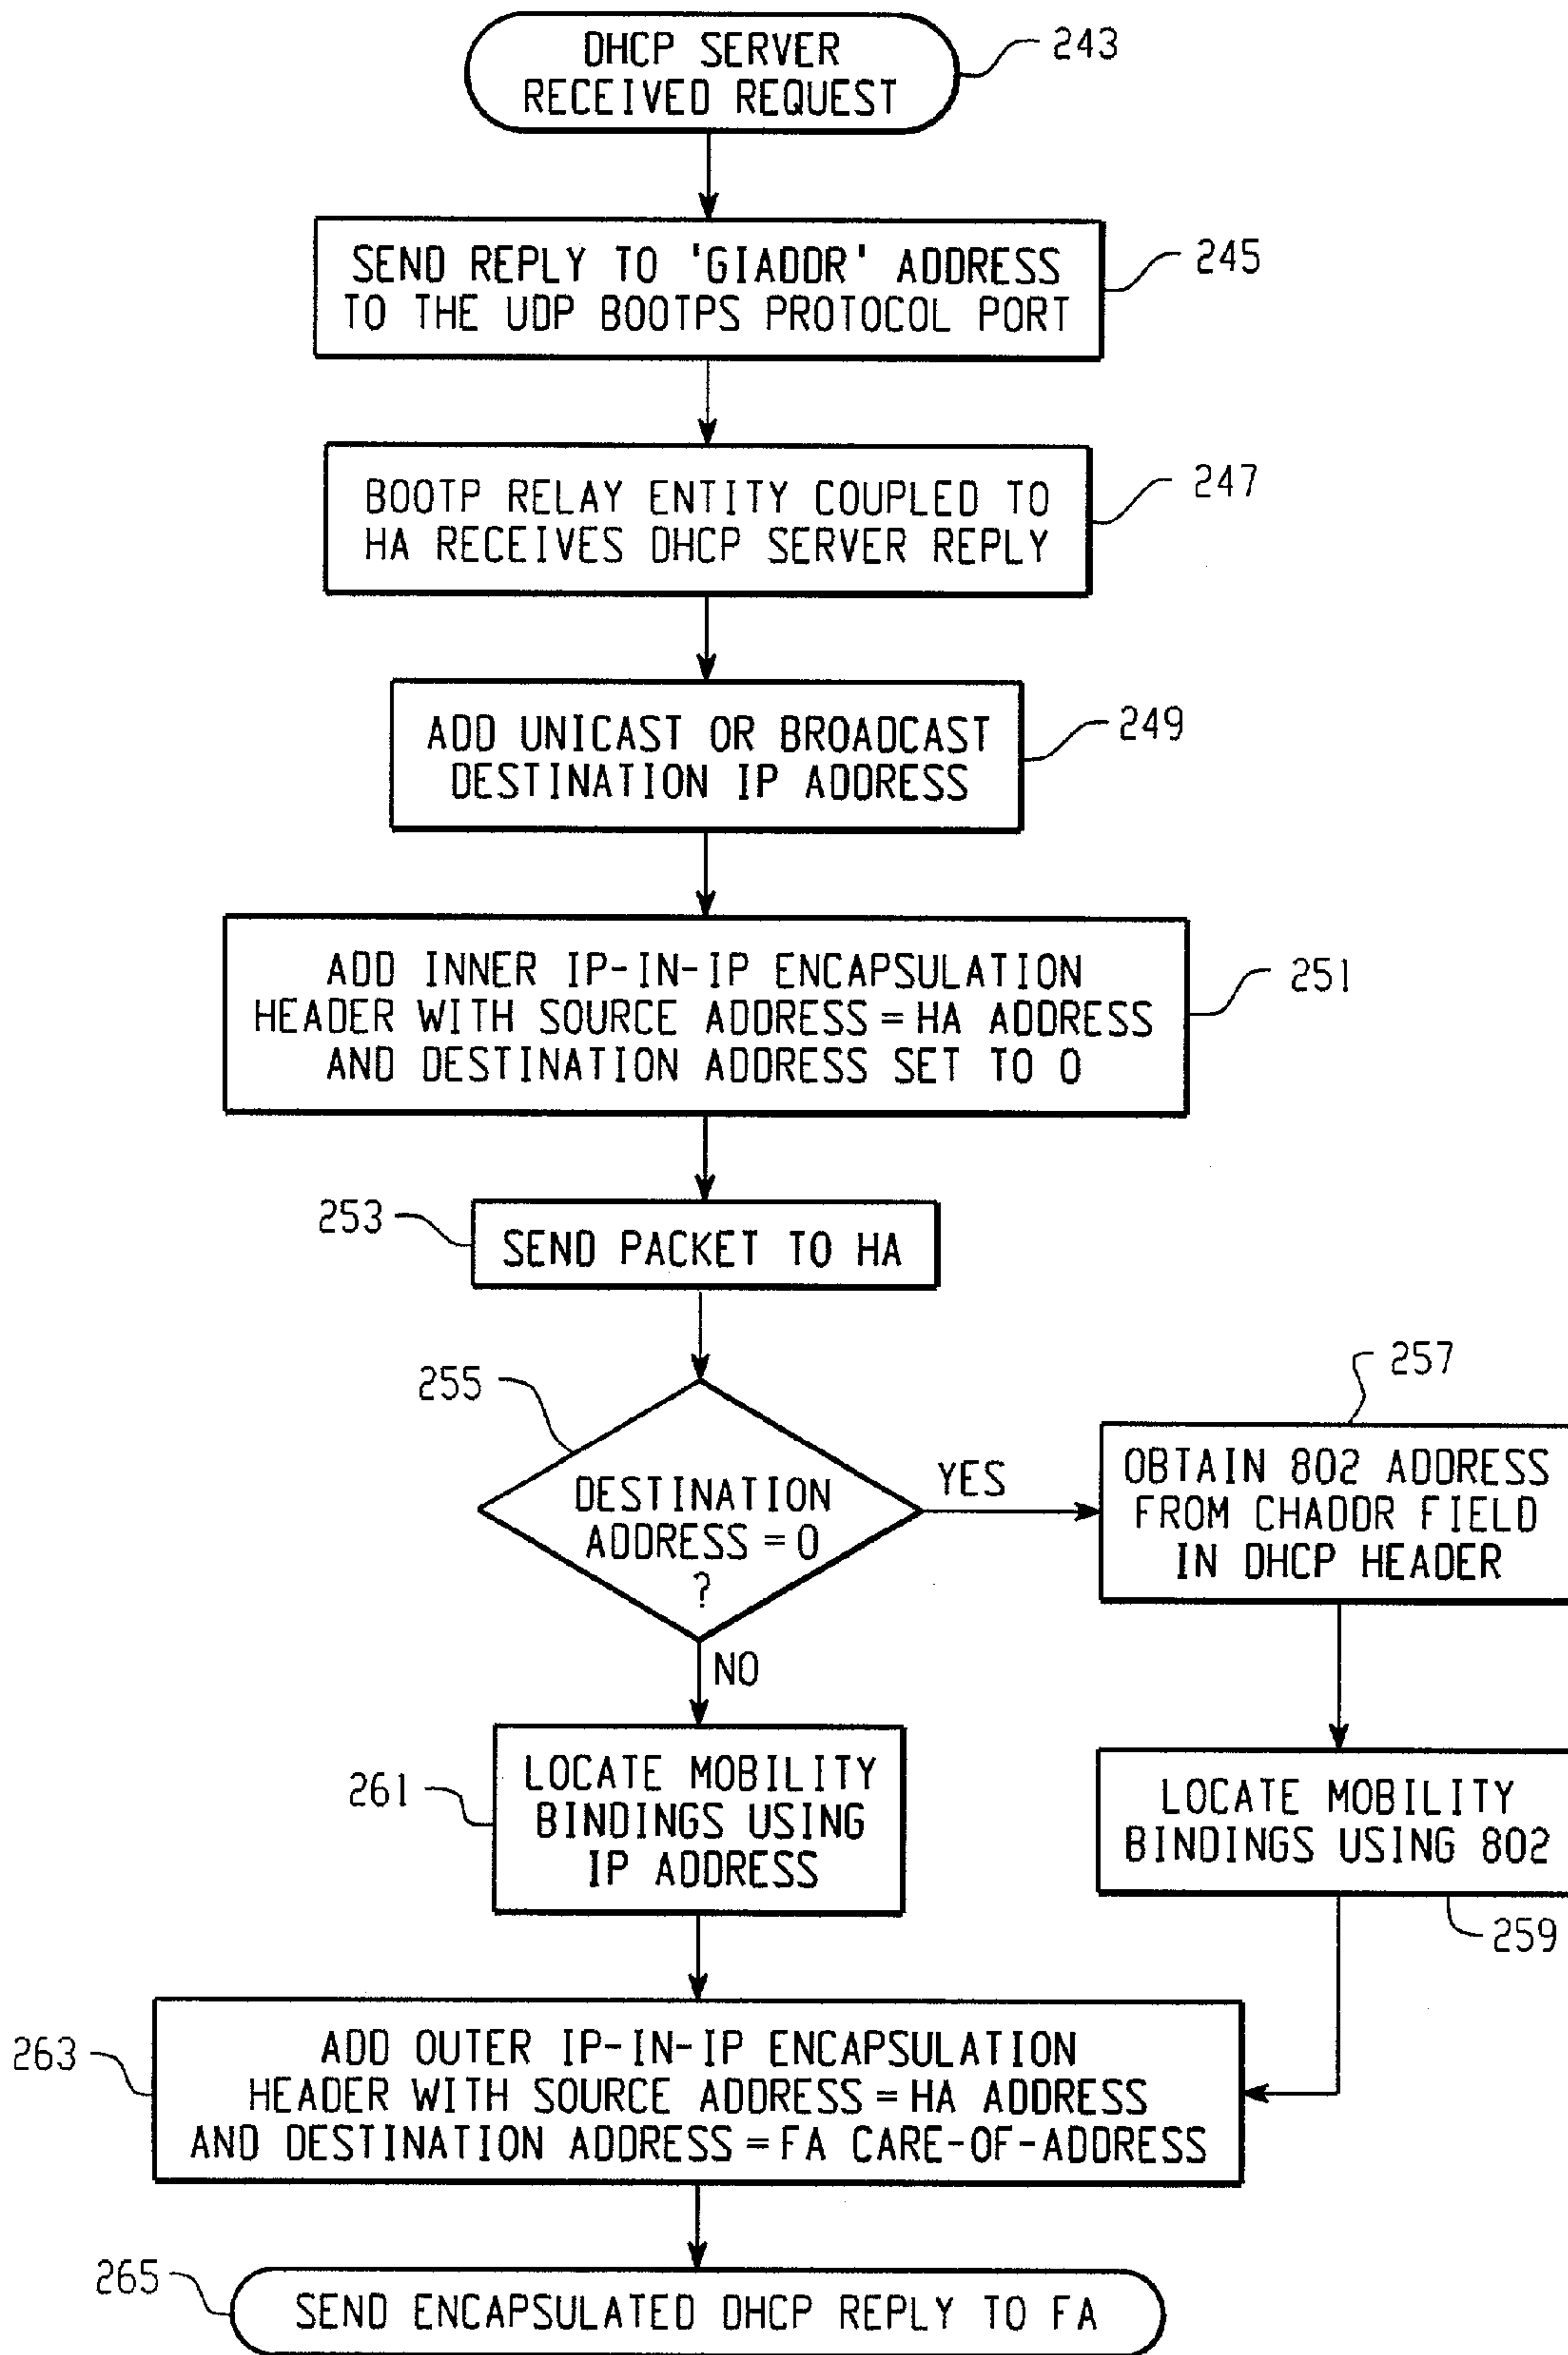 DHCP SERVER
RECEIVED REQUEST
243
SEND REPLY TO 'GIADDR' ADDRESS
TO THE UDP BOOTPS PROTOCOL PORT
245
BOOTP RELAY ENTITY COUPLED TO
HA RECEIVES DHCP SERVER REPLY
247
ADD UNICAST OR BROADCAST
DESTINATION IP ADDRESS
249
ADD INNER IP-IN-IP ENCAPSULATION
HEADER WITH SOURCE ADDRESS = HA ADDRESS
AND DESTINATION ADDRESS SET TO 0
251
253
SEND PACKET TO HA
255
DESTINATION
ADDRESS = 0
?
YES
NO
257
OBTAIN 802 ADDRESS
FROM CHADDR FIELD
IN DHCP HEADER
261
LOCATE MOBILITY
BINDINGS USING
IP ADDRESS
LOCATE MOBILITY
BINDINGS USING 802
259
263
ADD OUTER IP-IN-IP ENCAPSULATION
HEADER WITH SOURCE ADDRESS = HA ADDRESS
AND DESTINATION ADDRESS = FA CARE-OF-ADDRESS
265
SEND ENCAPSULATED DHCP REPLY TO FA